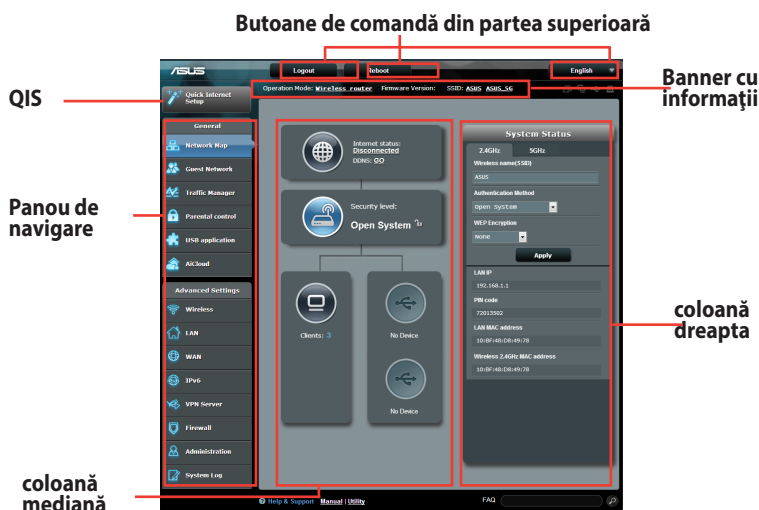 Butoane de comandă din partea superioară
ASUS
Logout
Reboot
English
QIS
Quick Internet Setup
Operation Mode: Wireless router Firmware Version: SSID: ASUS ASUS_5G
Banner cu informaţii
General
Network Map
Guest Network
Traffic Manager
Parental control
USB application
AiCloud
Panou de navigare
Advanced Settings
Wireless
LAN
WAN
IPv6
VPN Server
Firewall
Administration
System Log
Internet status:
Disconnected
DDNS: GO
Security level:
Open System
Clients: 3
No Device
No Device
System Status
2.4GHz 5GHz
Wireless name(SSID)
ASUS
Authentication Method
Open System
WEP Encryption
None
Apply
LAN IP
192.168.1.1
PIN code
72013502
LAN MAC address
10:BF:48:D8:49:78
Wireless 2.4GHz MAC address
10:BF:48:D8:49:78
coloană dreapta
coloană mediană
Help & Support Manual | Utility
FAQ